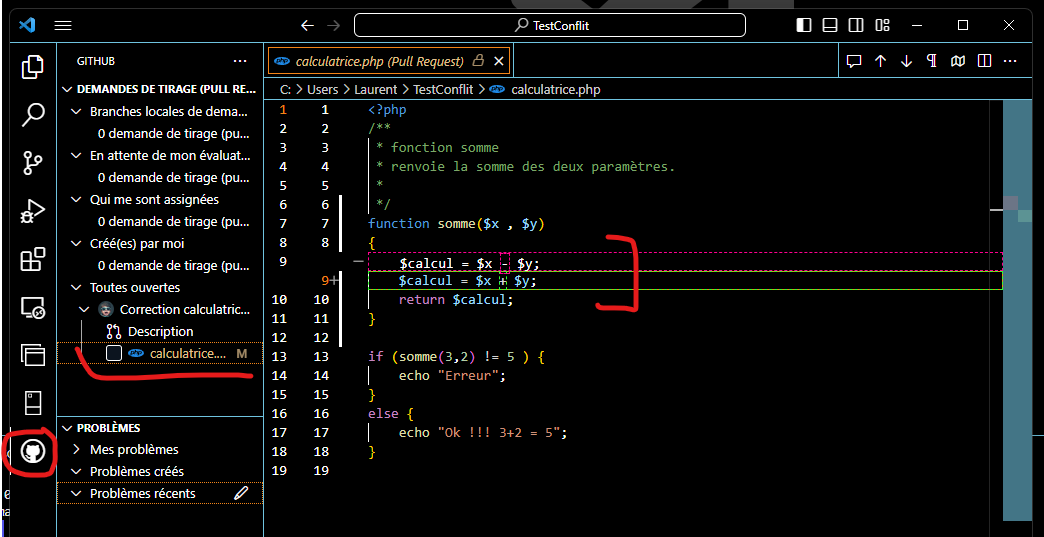 TestConflit
GITHUB
DEMANDES DE TIRAGE (PULL RE...
Branches locales de dema...
0 demande de tirage (pu...
En attente de mon évaluat...
0 demande de tirage (pu...
Qui me sont assignées
0 demande de tirage (pu...
Créé(es) par moi
0 demande de tirage (pu...
Toutes ouvertes
Correction calculatric...
Description
php calculatrice.... M
PROBLÈMES
Mes problèmes
Problèmes créés
Problèmes récents
php calculatrice.php (Pull Request)
C: > Users > Laurent > TestConflit > php calculatrice.php
1 1 <?php
2 2 /**
3 3 * fonction somme
4 4 * renvoie la somme des deux paramètres.
5 5 *
6 6 */
7 7 function somme($x , $y)
8 8 {
9 — $calcul = $x - $y;
9+ $calcul = $x + $y;
10 10 return $calcul;
11 11 }
12 12
13 13 if (somme(3,2) != 5 ) {
14 14 echo "Erreur";
15 15 }
16 16 else {
17 17 echo "Ok !!! 3+2 = 5";
18 18 }
19 19